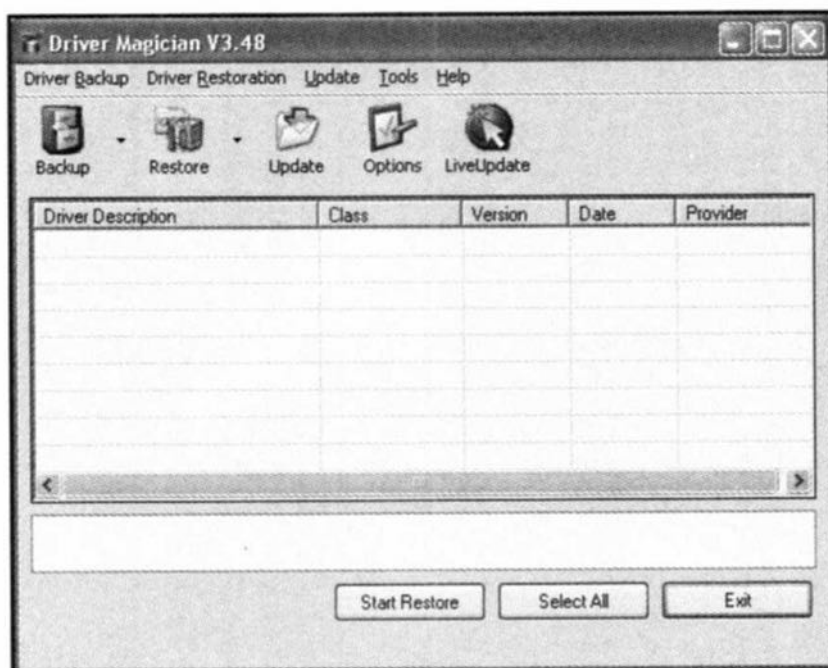 Driver Magician V3.48
Driver Backup Driver Restoration Update Tools Help
Backup Restore Update Options LiveUpdate
Driver Description Class Version Date Provider
Start Restore Select All Exit